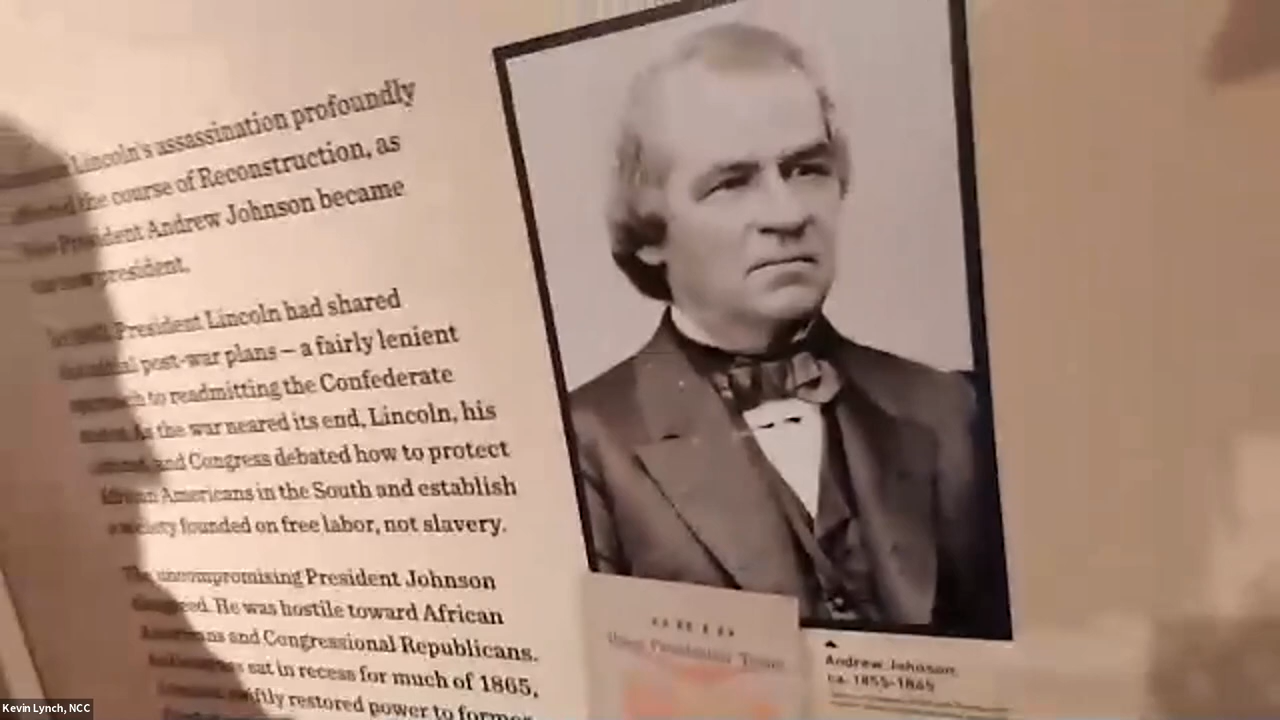 Lincoln's assassination profoundly
the course of Reconstruction, as
President Andrew Johnson became
president.
President Lincoln had shared
post-war plans – a fairly lenient
to readmitting the Confederate
As the war neared its end, Lincoln, his
and Congress debated how to protect
African Americans in the South and establish
a society founded on free labor, not slavery.
The uncompromising President Johnson
He was hostile toward African
Americans and Congressional Republicans.
sat in recess for much of 1865,
swiftly restored power to former
Andrew Johnson,
ca. 1855-1865
Kevin Lynch, NCC